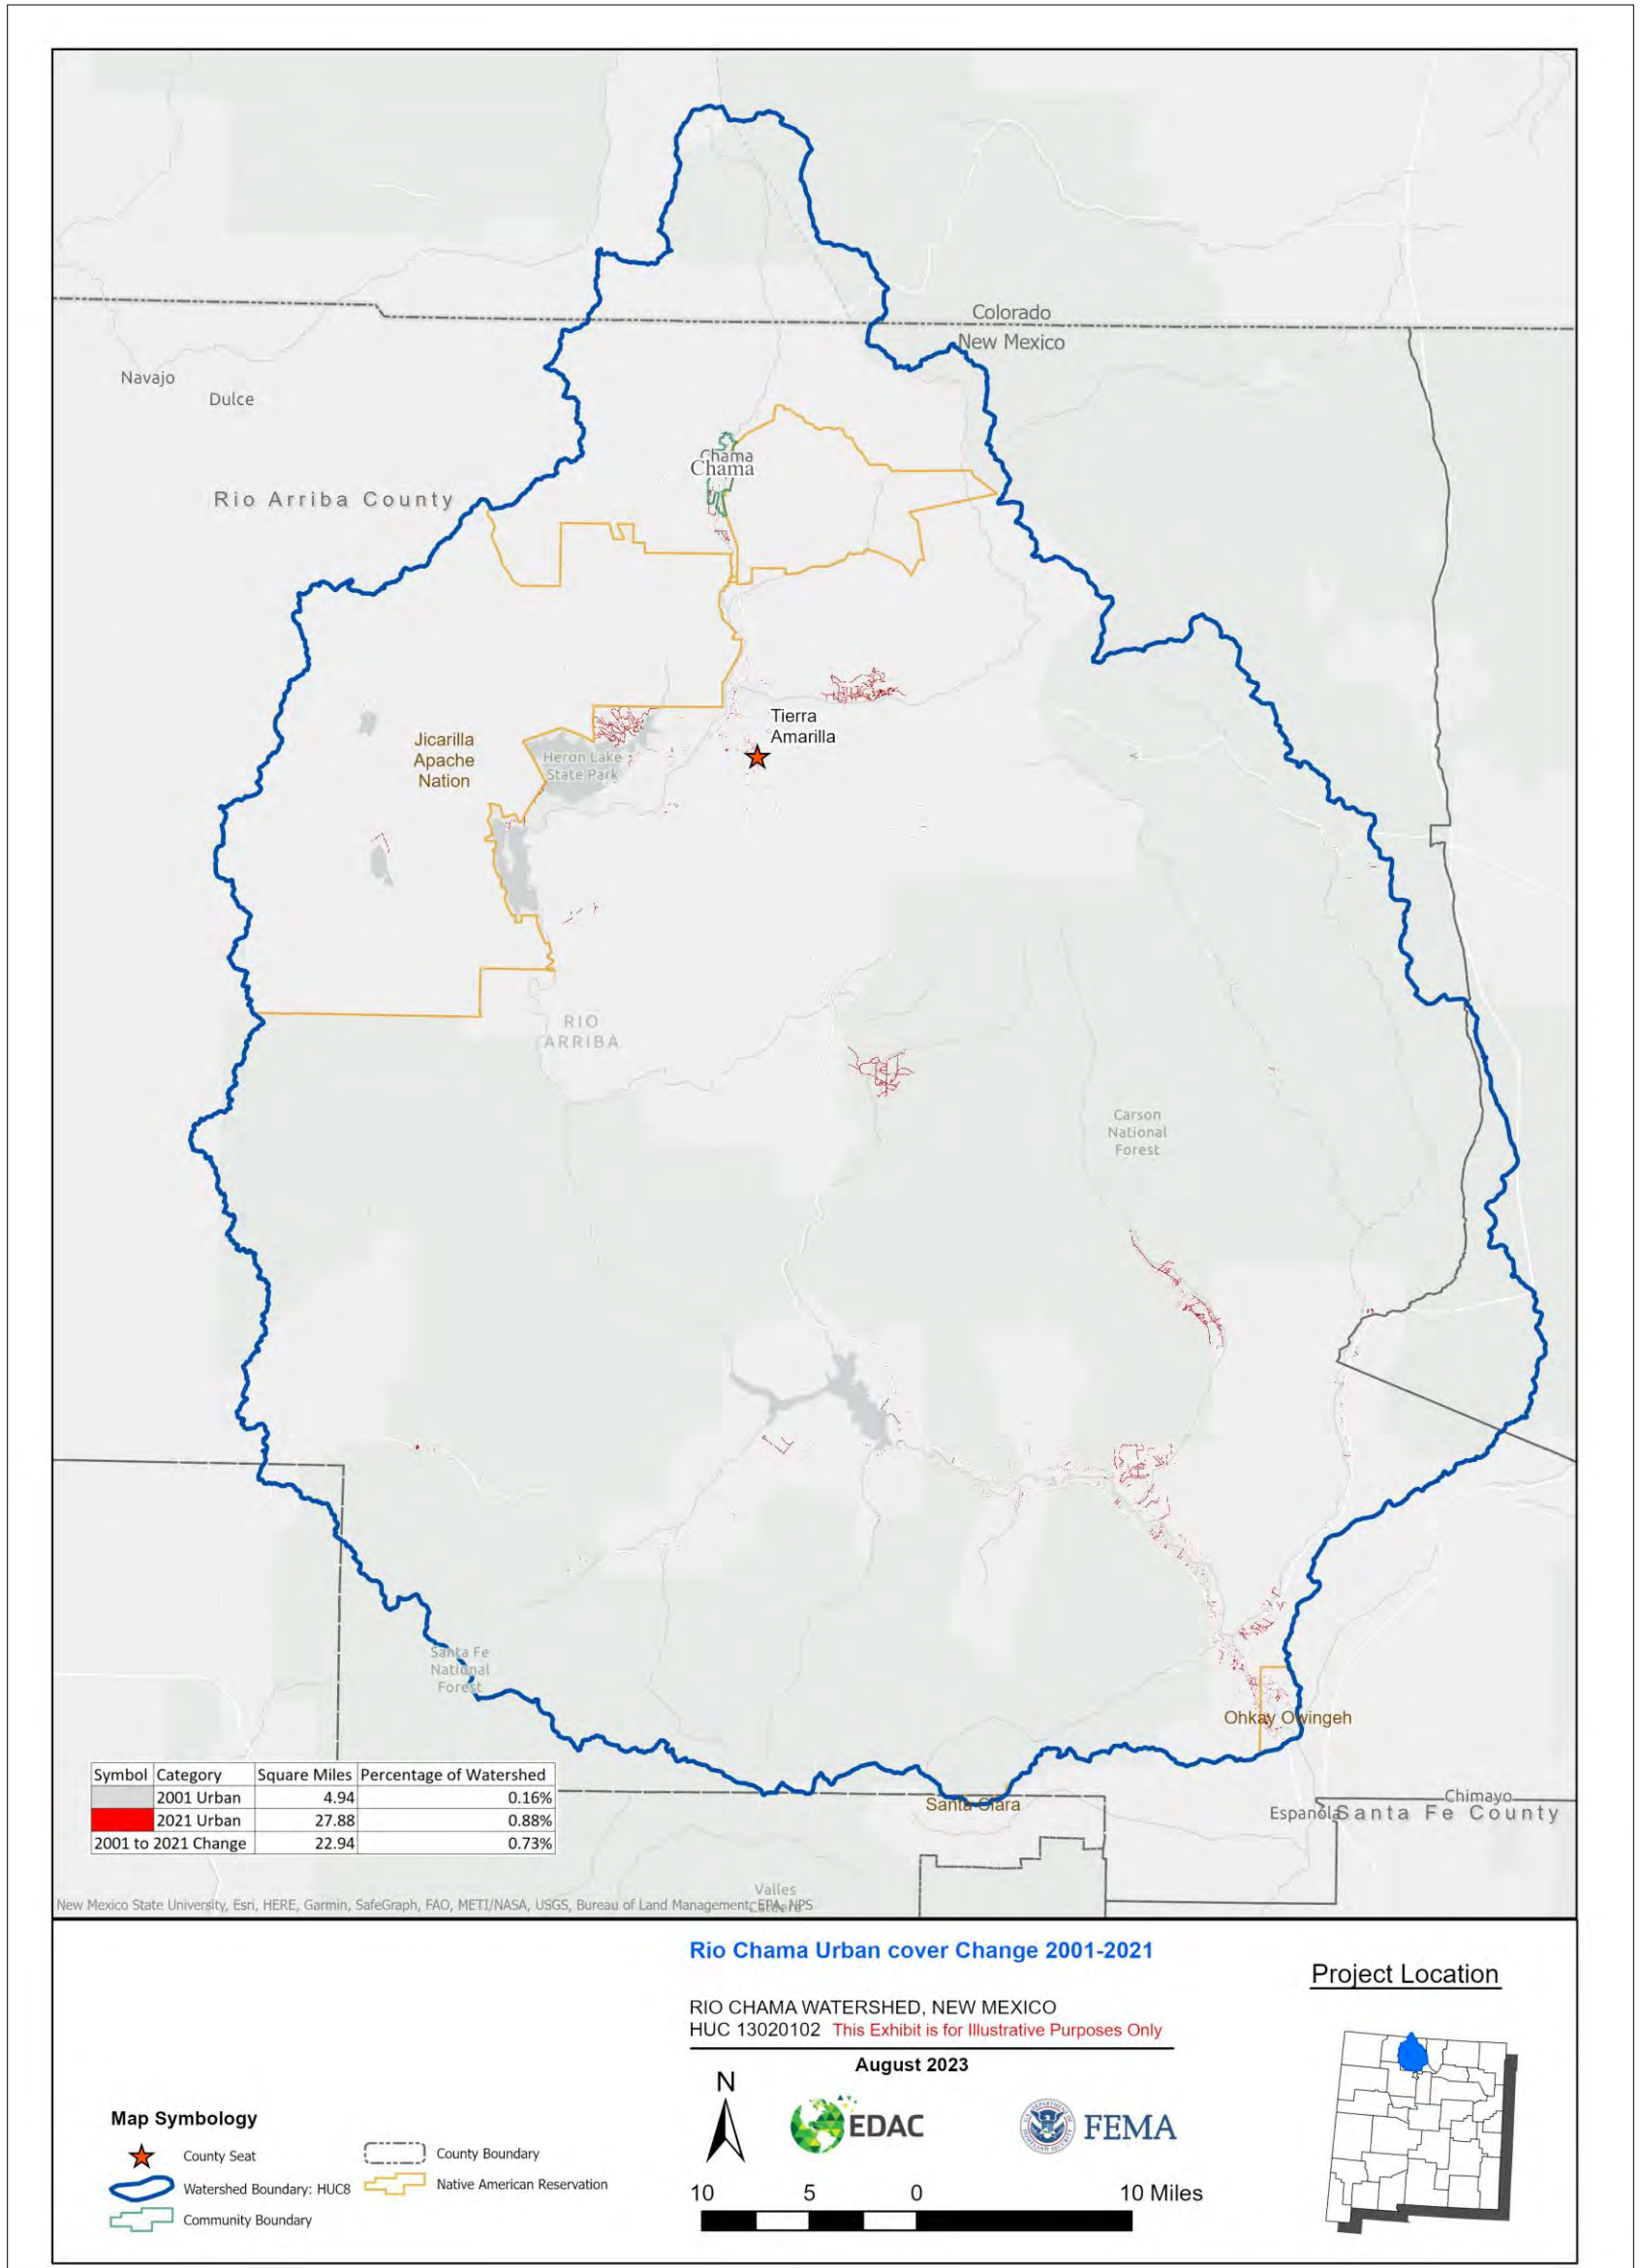 Colorado
New Mexico
Navajo
Dulce
Chama
Chama
Rio Arriba County
Tierra
Amarilla
Jicarilla
Apache
Nation
Heron Lake
State Park
RIO
ARRIBA
Carson
National
Forest
Santa Fe
National
Forest
Ohkay Owingeh
Santa Clara
Chimayo
Española
Santa Fe County
Valles
Symbol Category Square Miles Percentage of Watershed
2001 Urban 4.94 0.16%
2021 Urban 27.88 0.88%
2001 to 2021 Change 22.94 0.73%
New Mexico State University, Esri, HERE, Garmin, SafeGraph, FAO, METI/NASA, USGS, Bureau of Land Management, EPA, NPS
Rio Chama Urban cover Change 2001-2021
RIO CHAMA WATERSHED, NEW MEXICO
HUC 13020102 This Exhibit is for Illustrative Purposes Only
August 2023
N
EDAC
FEMA
10 5 0 10 Miles
Project Location
Map Symbology
County Seat
Watershed Boundary: HUC8
Community Boundary
County Boundary
Native American Reservation